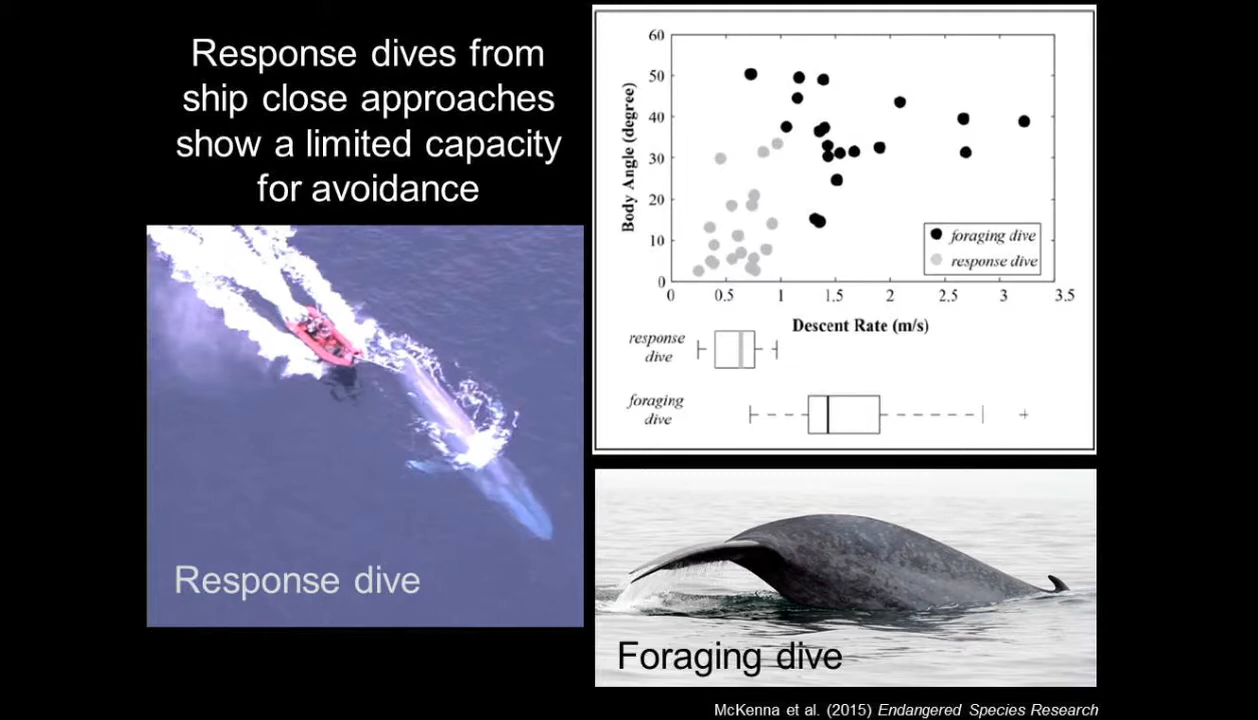 Response dives from
ship close approaches
show a limited capacity
for avoidance
Response dive
60
50
40
30
20
10
0
Body Angle (degree)
foraging dive
response dive
0 0.5 1 1.5 2 2.5 3 3.5
Descent Rate (m/s)
response
dive
foraging
dive
Foraging dive
McKenna et al. (2015) Endangered Species Research